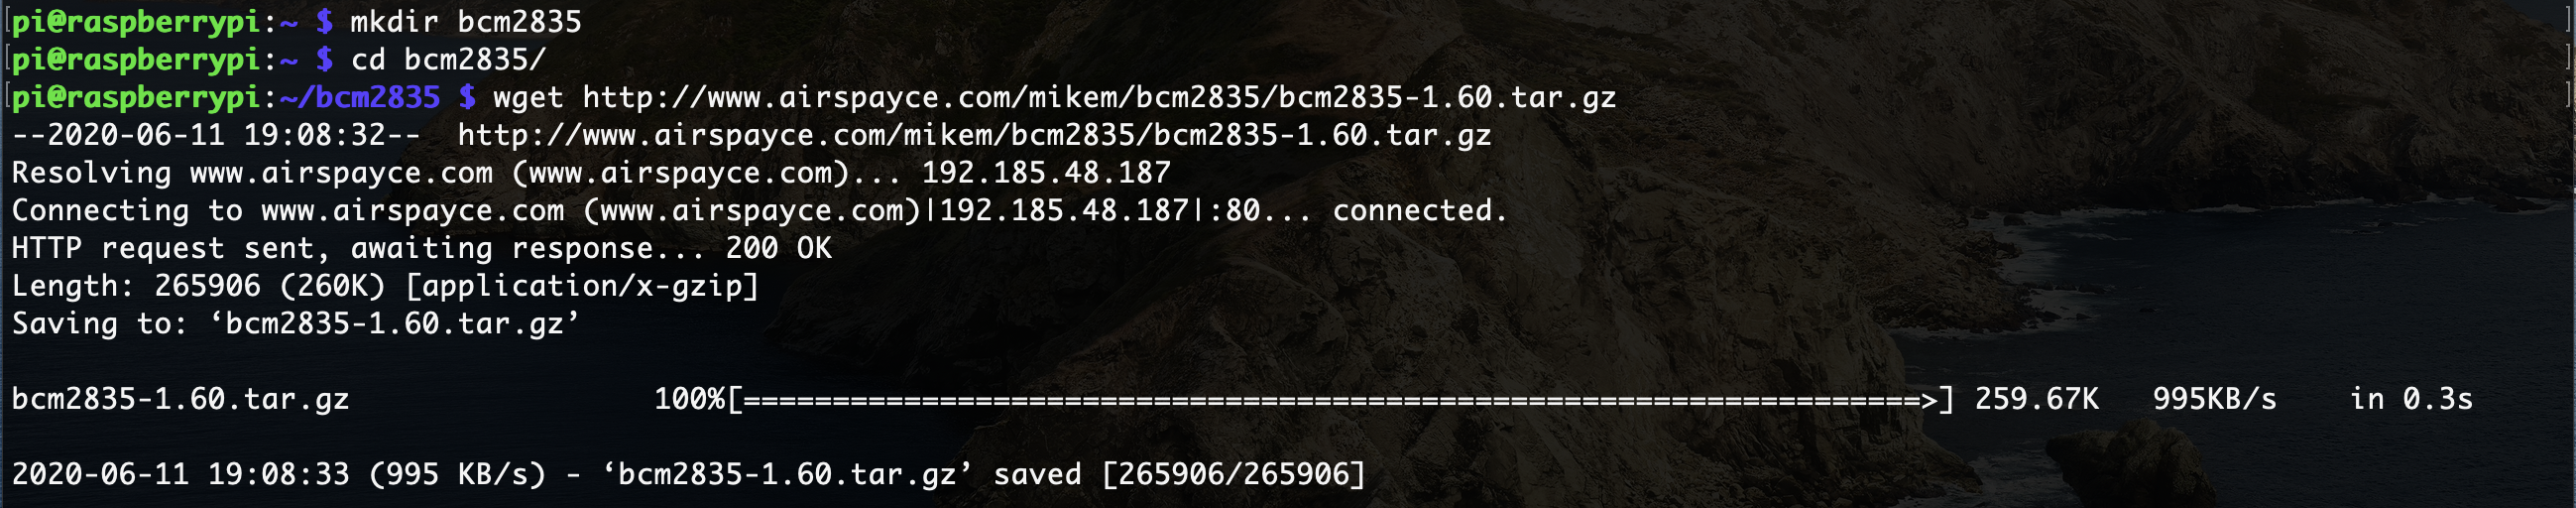 pi@raspberrypi:~ $ mkdir bcm2835
pi@raspberrypi:~ $ cd bcm2835/
pi@raspberrypi:~/bcm2835 $ wget http://www.airspayce.com/mikem/bcm2835/bcm2835-1.60.tar.gz
--2020-06-11 19:08:32--  http://www.airspayce.com/mikem/bcm2835/bcm2835-1.60.tar.gz
Resolving www.airspayce.com (www.airspayce.com)... 192.185.48.187
Connecting to www.airspayce.com (www.airspayce.com)|192.185.48.187|:80... connected.
HTTP request sent, awaiting response... 200 OK
Length: 265906 (260K) [application/x-gzip]
Saving to: ‘bcm2835-1.60.tar.gz’
bcm2835-1.60.tar.gz                  100%[==================================================================>] 259.67K   995KB/s    in 0.3s
2020-06-11 19:08:33 (995 KB/s) - ‘bcm2835-1.60.tar.gz’ saved [265906/265906]